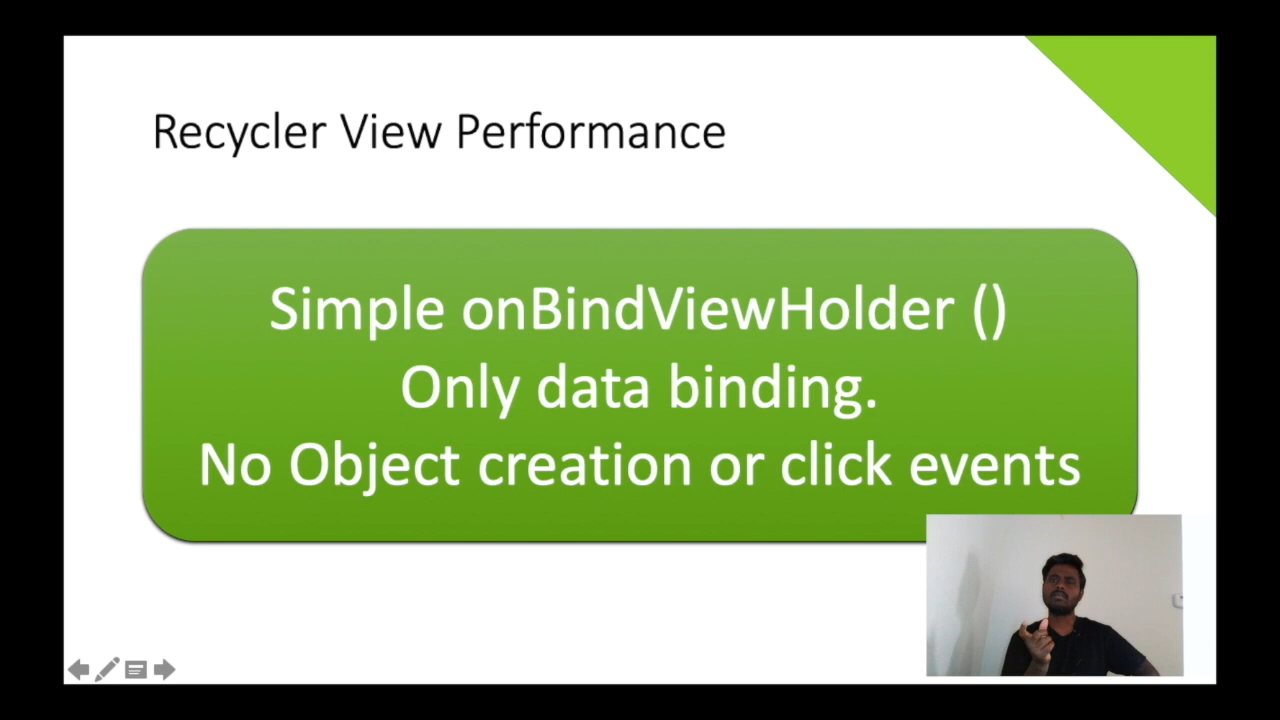 Recycler View Performance
Simple onBindViewHolder ()
Only data binding.
No Object creation or click events